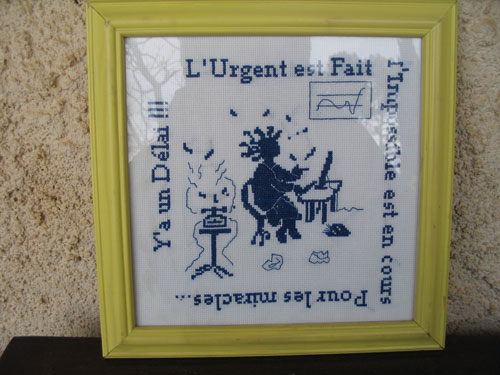 L'Urgent est Fait
l'Impossible est en cours
Pour les miracles...
Y'a un Délai !!!